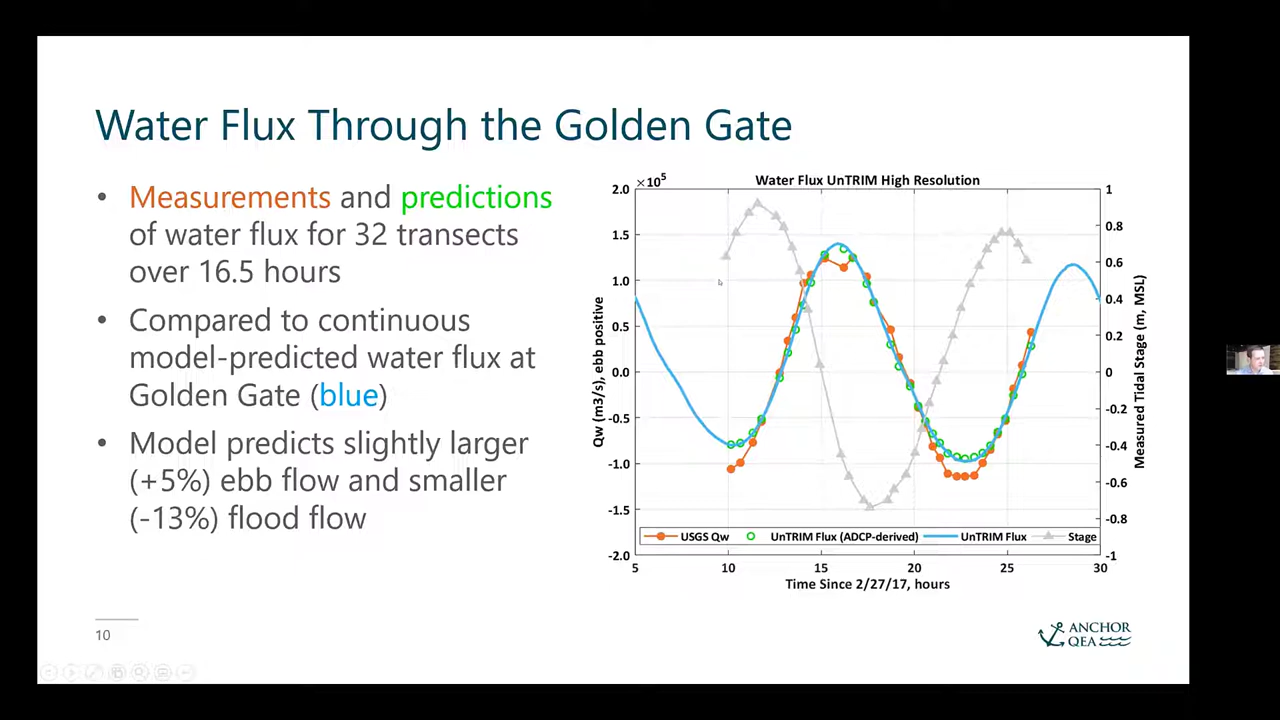 Water Flux Through the Golden Gate
• Measurements and predictions
of water flux for 32 transects
over 16.5 hours
• Compared to continuous
model-predicted water flux at
Golden Gate (blue)
• Model predicts slightly larger
(+5%) ebb flow and smaller
(-13%) flood flow
10
Water Flux UnTRIM High Resolution
×10⁵
2.0
1.5
1.0
0.5
0.0
-0.5
-1.0
-1.5
-2.0
Qw (m3/s), ebb positive
1
0.8
0.6
0.4
0.2
0
-0.2
-0.4
-0.6
-0.8
-1
Measured Tidal Stage (m, MSL)
USGS Qw UnTRIM Flux (ADCP-derived) UnTRIM Flux Stage
5 10 15 20 25 30
Time Since 2/27/17, hours
ANCHOR
QEA